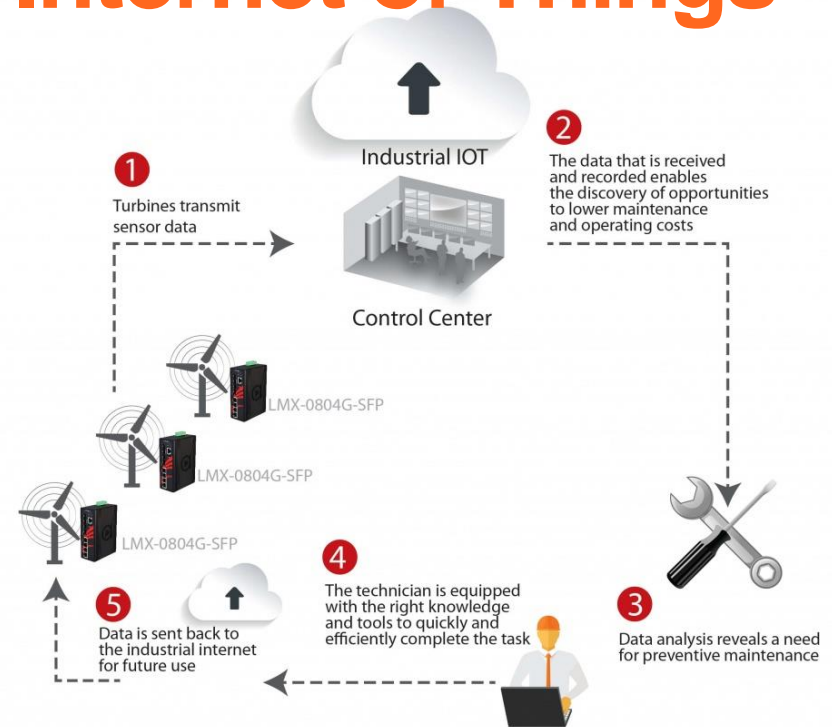 Internet of Things
Industrial IOT
Control Center
1
Turbines transmit
sensor data
2
The data that is received
and recorded enables
the discovery of opportunities
to lower maintenance
and operating costs
LMX-0804G-SFP
LMX-0804G-SFP
LMX-0804G-SFP
3
Data analysis reveals a need
for preventive maintenance
4
The technician is equipped
with the right knowledge
and tools to quickly and
efficiently complete the task
5
Data is sent back to
the industrial internet
for future use